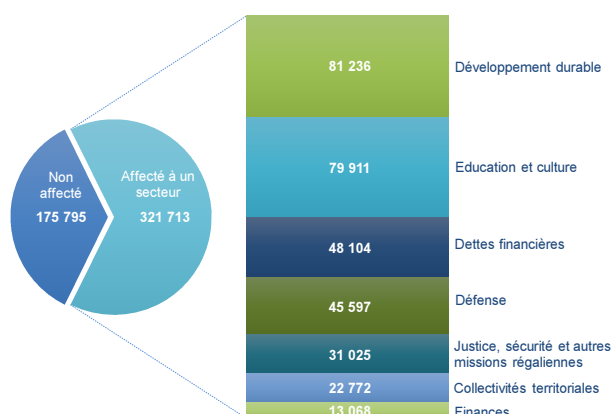 Non
affecté
175 795
Affecté à un
secteur
321 713
81 236
Développement durable
79 911
Education et culture
48 104
Dettes financières
45 597
Défense
31 025
Justice, sécurité et autres
missions régaliennes
22 772
Collectivités territoriales
13 068
Finances